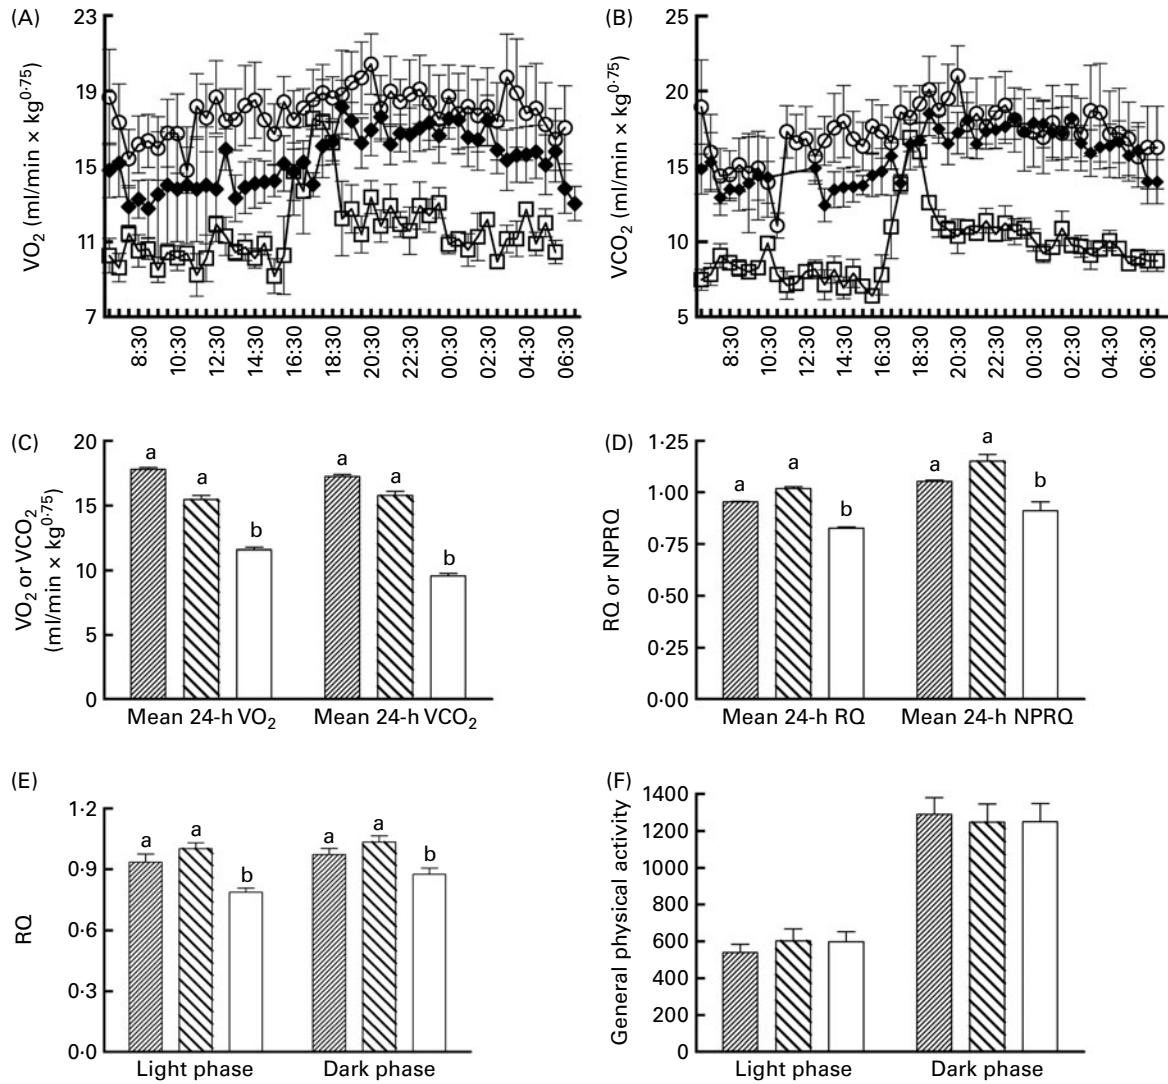 (A)
23
19
15
11
7
VO₂ (ml/min × kg⁰·⁷⁵)
8:30
10:30
12:30
14:30
16:30
18:30
20:30
22:30
00:30
02:30
04:30
06:30
(B)
25
20
15
10
5
VCO₂ (ml/min × kg⁰·⁷⁵)
8:30
10:30
12:30
14:30
16:30
18:30
20:30
22:30
00:30
02:30
04:30
06:30
(C)
20
15
10
5
0
VO₂ or VCO₂
(ml/min × kg⁰·⁷⁵)
a
a
b
a
a
b
Mean 24-h VO₂
Mean 24-h VCO₂
(D)
1·25
1·00
0·75
0·50
0·25
0·00
RQ or NPRQ
a
a
b
a
a
b
Mean 24-h RQ
Mean 24-h NPRQ
(E)
1·2
0·9
0·6
0·3
0·0
RQ
a
a
b
a
a
b
Light phase
Dark phase
(F)
1400
1200
1000
800
600
400
200
0
General physical activity
Light phase
Dark phase